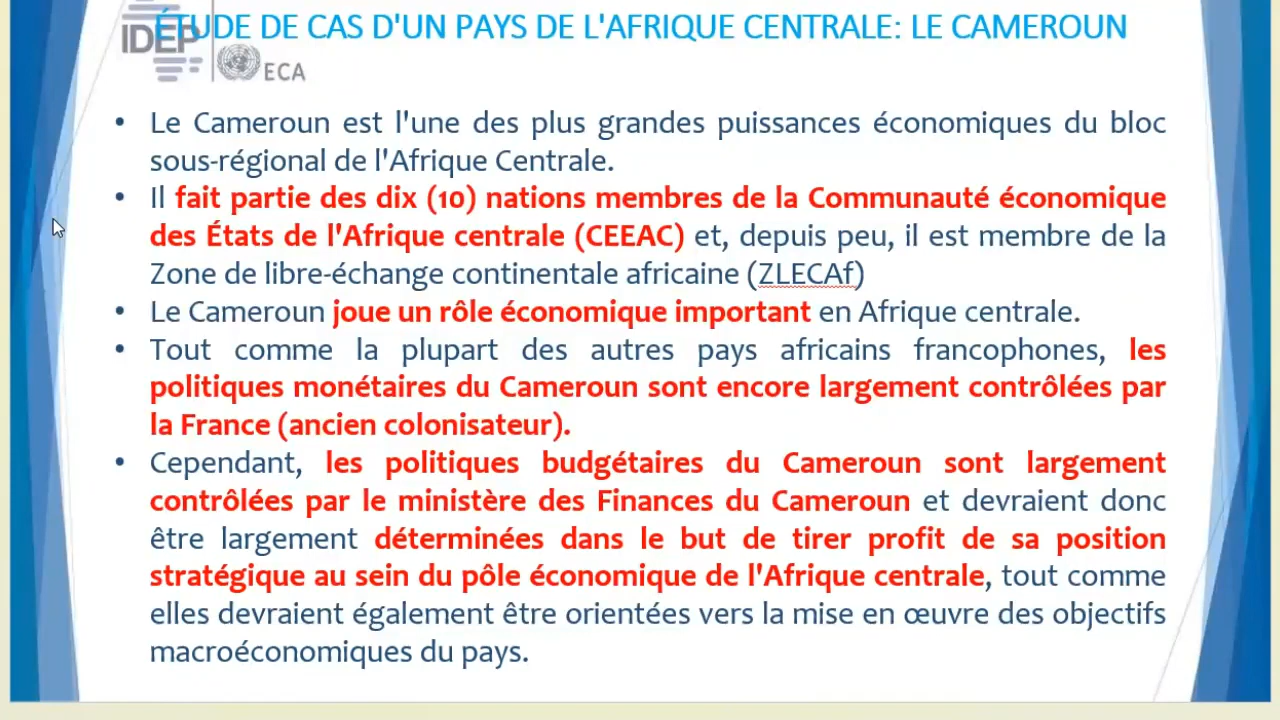 ÉTUDE DE CAS D'UN PAYS DE L'AFRIQUE CENTRALE: LE CAMEROUN
IDEP
ECA
• Le Cameroun est l'une des plus grandes puissances économiques du bloc
sous-régional de l'Afrique Centrale.
• Il fait partie des dix (10) nations membres de la Communauté économique
des États de l'Afrique centrale (CEEAC) et, depuis peu, il est membre de la
Zone de libre-échange continentale africaine (ZLECAf)
• Le Cameroun joue un rôle économique important en Afrique centrale.
• Tout comme la plupart des autres pays africains francophones, les
politiques monétaires du Cameroun sont encore largement contrôlées par
la France (ancien colonisateur).
• Cependant, les politiques budgétaires du Cameroun sont largement
contrôlées par le ministère des Finances du Cameroun et devraient donc
être largement déterminées dans le but de tirer profit de sa position
stratégique au sein du pôle économique de l'Afrique centrale, tout comme
elles devraient également être orientées vers la mise en œuvre des objectifs
macroéconomiques du pays.